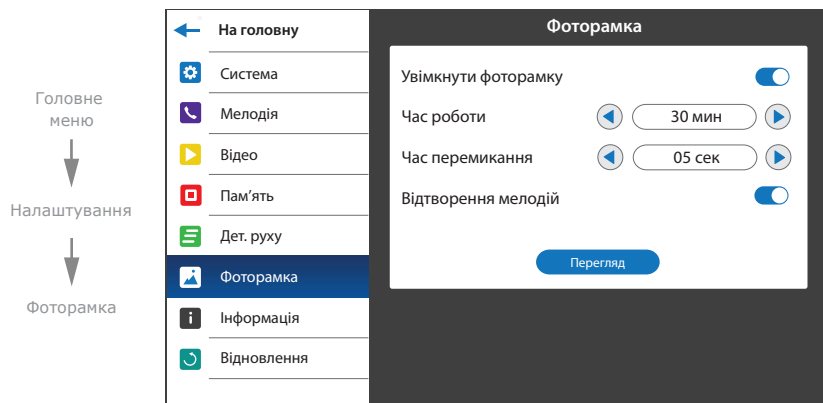 Головне
меню
Налаштування
Фоторамка
На головну
Система
Мелодія
Відео
Пам’ять
Дет. руху
Фоторамка
Інформація
Відновлення
Фоторамка
Увімкнути фоторамку
Час роботи
30 мин
Час перемикання
05 сек
Відтворення мелодій
Перегляд